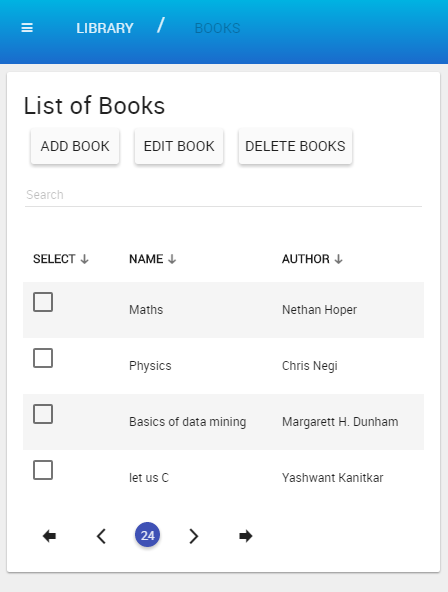 LIBRARY / BOOKS
List of Books
ADD BOOK EDIT BOOK DELETE BOOKS
Search
SELECT NAME AUTHOR
Maths Nethan Hoper
Physics Chris Negi
Basics of data mining Margarett H. Dunham
let us C Yashwant Kanitkar
24